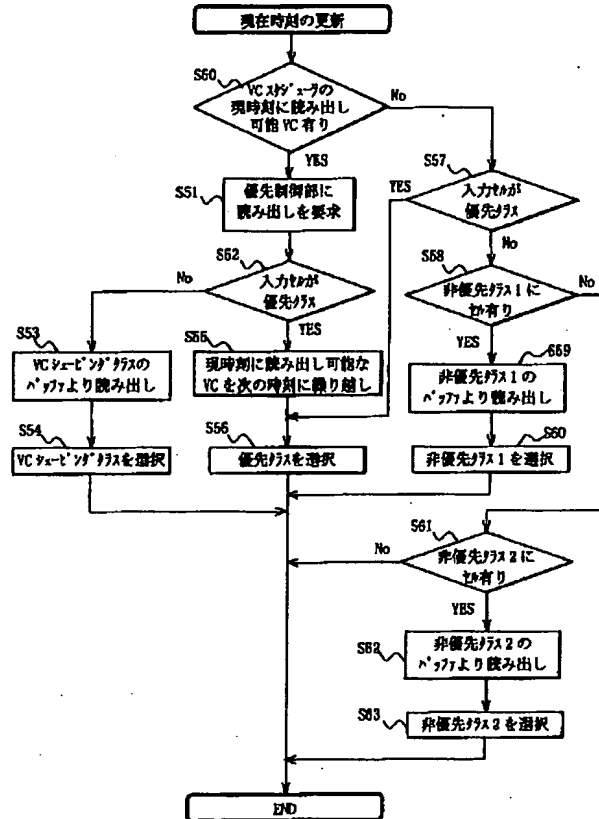 現在時刻の更新
S50
VCスケジューラの
現時刻に読み出し
可能VC有り
No
YES
S51
優先制御部に
読み出しを要求
S57
入力セルが
優先クラス
YES
No
S52
入力セルが
優先クラス
No
YES
S58
非優先クラス1に
セル有り
No
YES
S53
VCシェーピングクラスの
バッファより読み出し
S55
現時刻に読み出し可能な
VCを次の時刻に繰り越し
S59
非優先クラス1の
バッファより読み出し
S54
VCシェーピングクラスを選択
S56
優先クラスを選択
S60
非優先クラス1を選択
S61
非優先クラス2に
セル有り
No
YES
S62
非優先クラス2の
バッファより読み出し
S63
非優先クラス2を選択
END